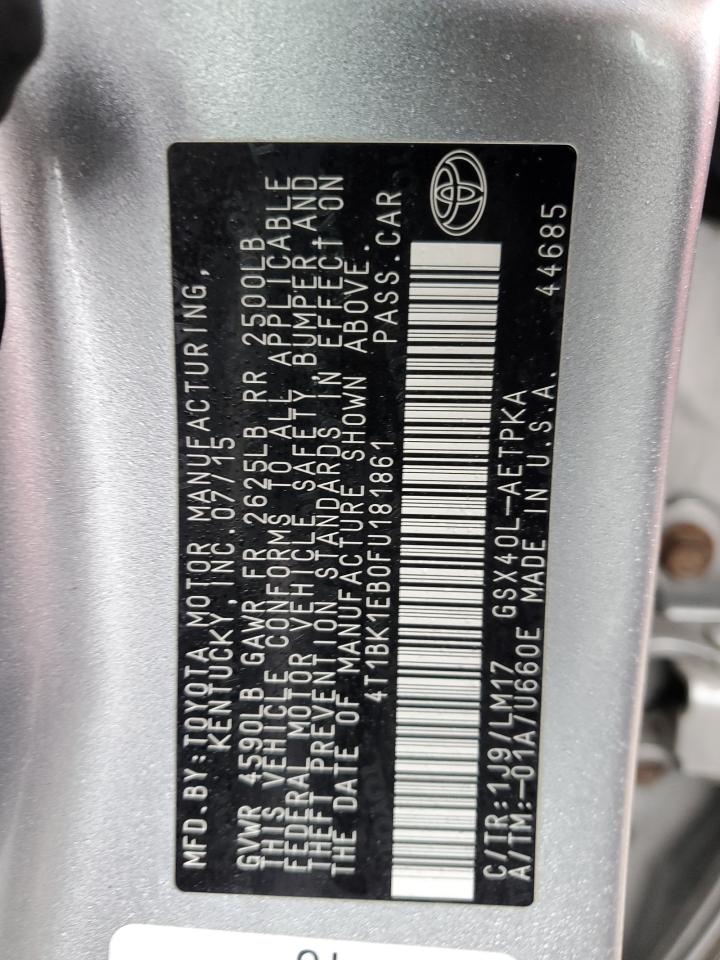 MFD.BY:TOYOTA MOTOR MANUFACTURING,
KENTUCKY, INC.07/15
GVWR 4590LB GAWR FR 2625LB RR 2500LB
THIS VEHICLE CONFORMS TO ALL APPLICABLE
FEDERAL MOTOR VEHICLE SAFETY, BUMPER AND
THEFT PREVENTION STANDARDS IN EFFECT ON
THE DATE OF MANUFACTURE SHOWN ABOVE.
4T1BK1EB0FU181861 PASS.CAR
C/TR:1J9/LM17 GSX40L-AETPKA
A/TM:-01A/U660E MADE IN U.S.A. 44685